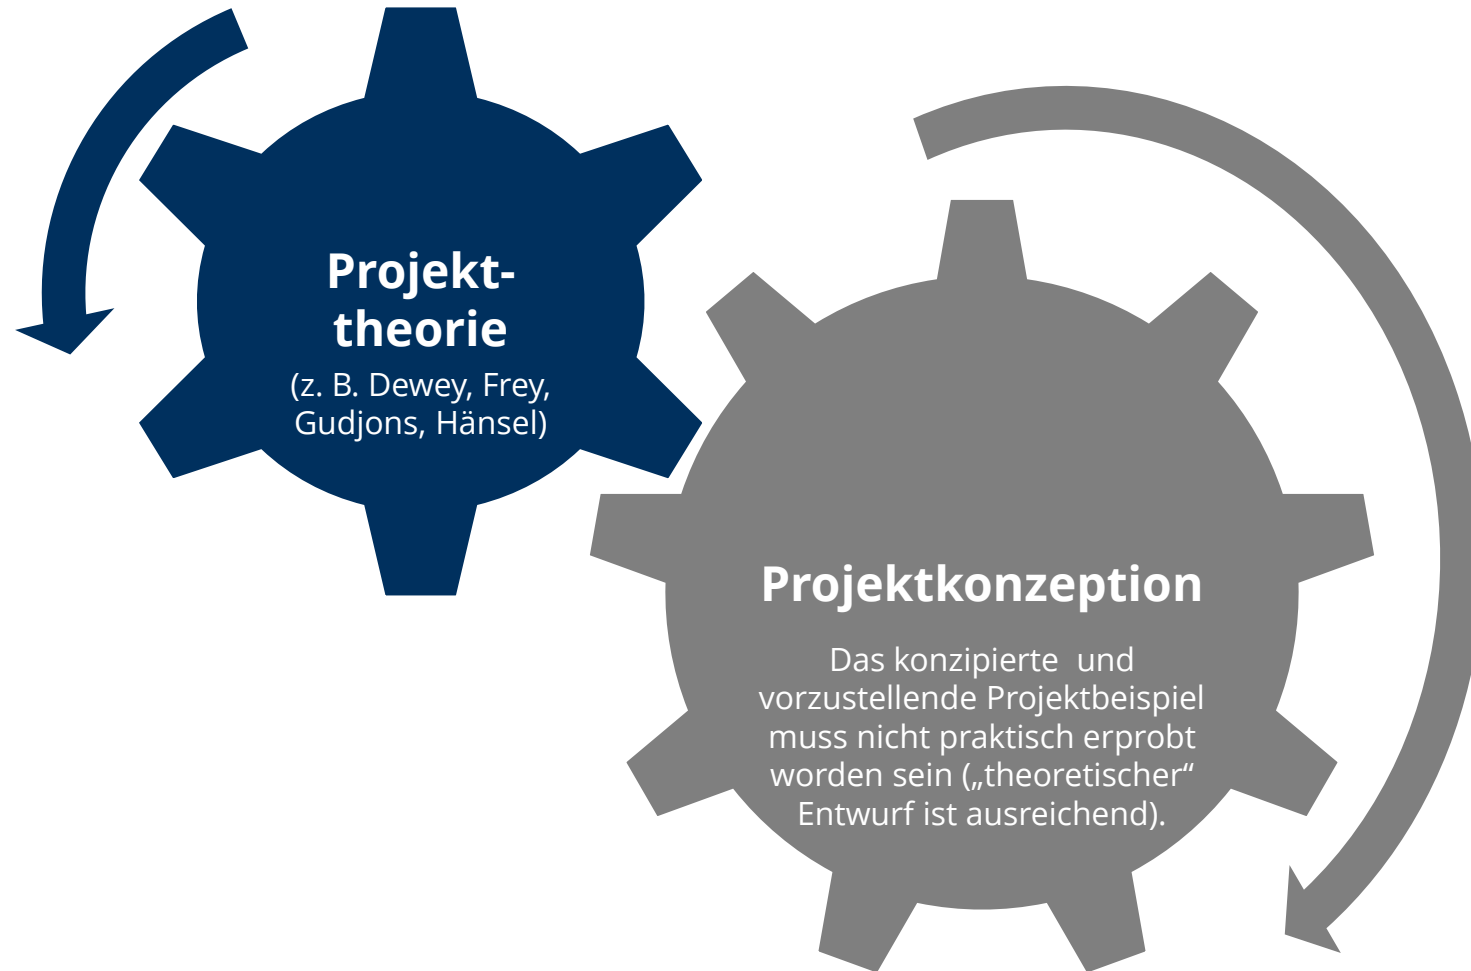 Projekt-
theorie
(z. B. Dewey, Frey,
Gudjons, Hänsel)
Projektkonzeption
Das konzipierte  und
vorzustellende Projektbeispiel
muss nicht praktisch erprobt
worden sein („theoretischer“
Entwurf ist ausreichend).